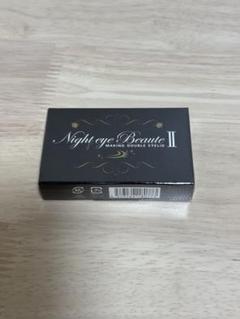 Night eye Beaute II
MAKING DOUBLE EYELID